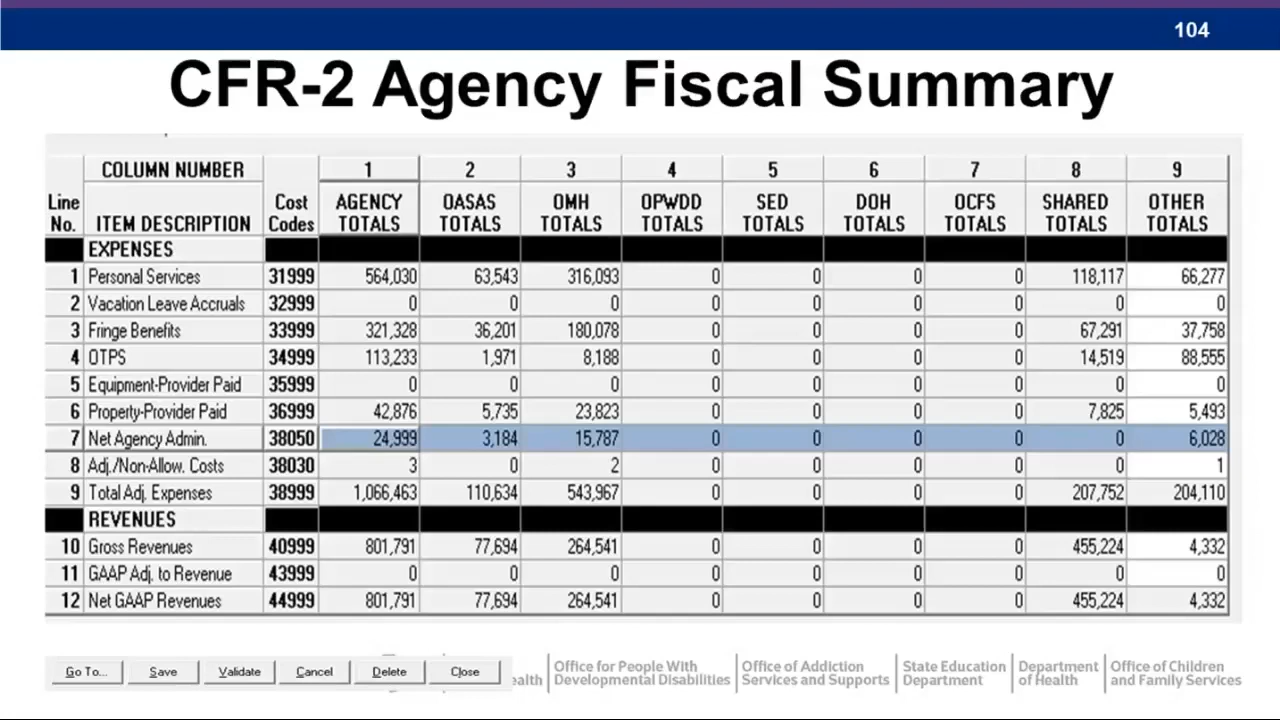 104
CFR-2 Agency Fiscal Summary
COLUMN NUMBER 1 2 3 4 5 6 7 8 9
Line No. ITEM DESCRIPTION Cost Codes AGENCY TOTALS OASAS TOTALS OMH TOTALS OPWDD TOTALS SED TOTALS DOH TOTALS OCFS TOTALS SHARED TOTALS OTHER TOTALS
EXPENSES
1 Personal Services 31999 564,030 63,543 316,093 0 0 0 0 118,117 66,277
2 Vacation Leave Accruals 32999 0 0 0 0 0 0 0 0 0
3 Fringe Benefits 33999 321,328 36,201 180,078 0 0 0 0 67,291 37,758
4 OTPS 34999 113,233 1,971 8,188 0 0 0 0 14,519 88,555
5 Equipment-Provider Paid 35999 0 0 0 0 0 0 0 0 0
6 Property-Provider Paid 36999 42,876 5,735 23,823 0 0 0 0 7,825 5,493
7 Net Agency Admin. 38050 24,999 3,184 15,787 0 0 0 0 0 6,028
8 Adj./Non-Allow. Costs 38030 3 0 2 0 0 0 0 0 1
9 Total Adj. Expenses 38999 1,066,463 110,634 543,967 0 0 0 0 207,752 204,110
REVENUES
10 Gross Revenues 40999 801,791 77,694 264,541 0 0 0 0 455,224 4,332
11 GAAP Adj. to Revenue 43999 0 0 0 0 0 0 0 0 0
12 Net GAAP Revenues 44999 801,791 77,694 264,541 0 0 0 0 455,224 4,332
Go To... Save Validate Cancel Delete Close
Office for People With
Developmental Disabilities
Office of Addiction
Services and Supports
State Education
Department
Department
of Health
Office of Children
and Family Services